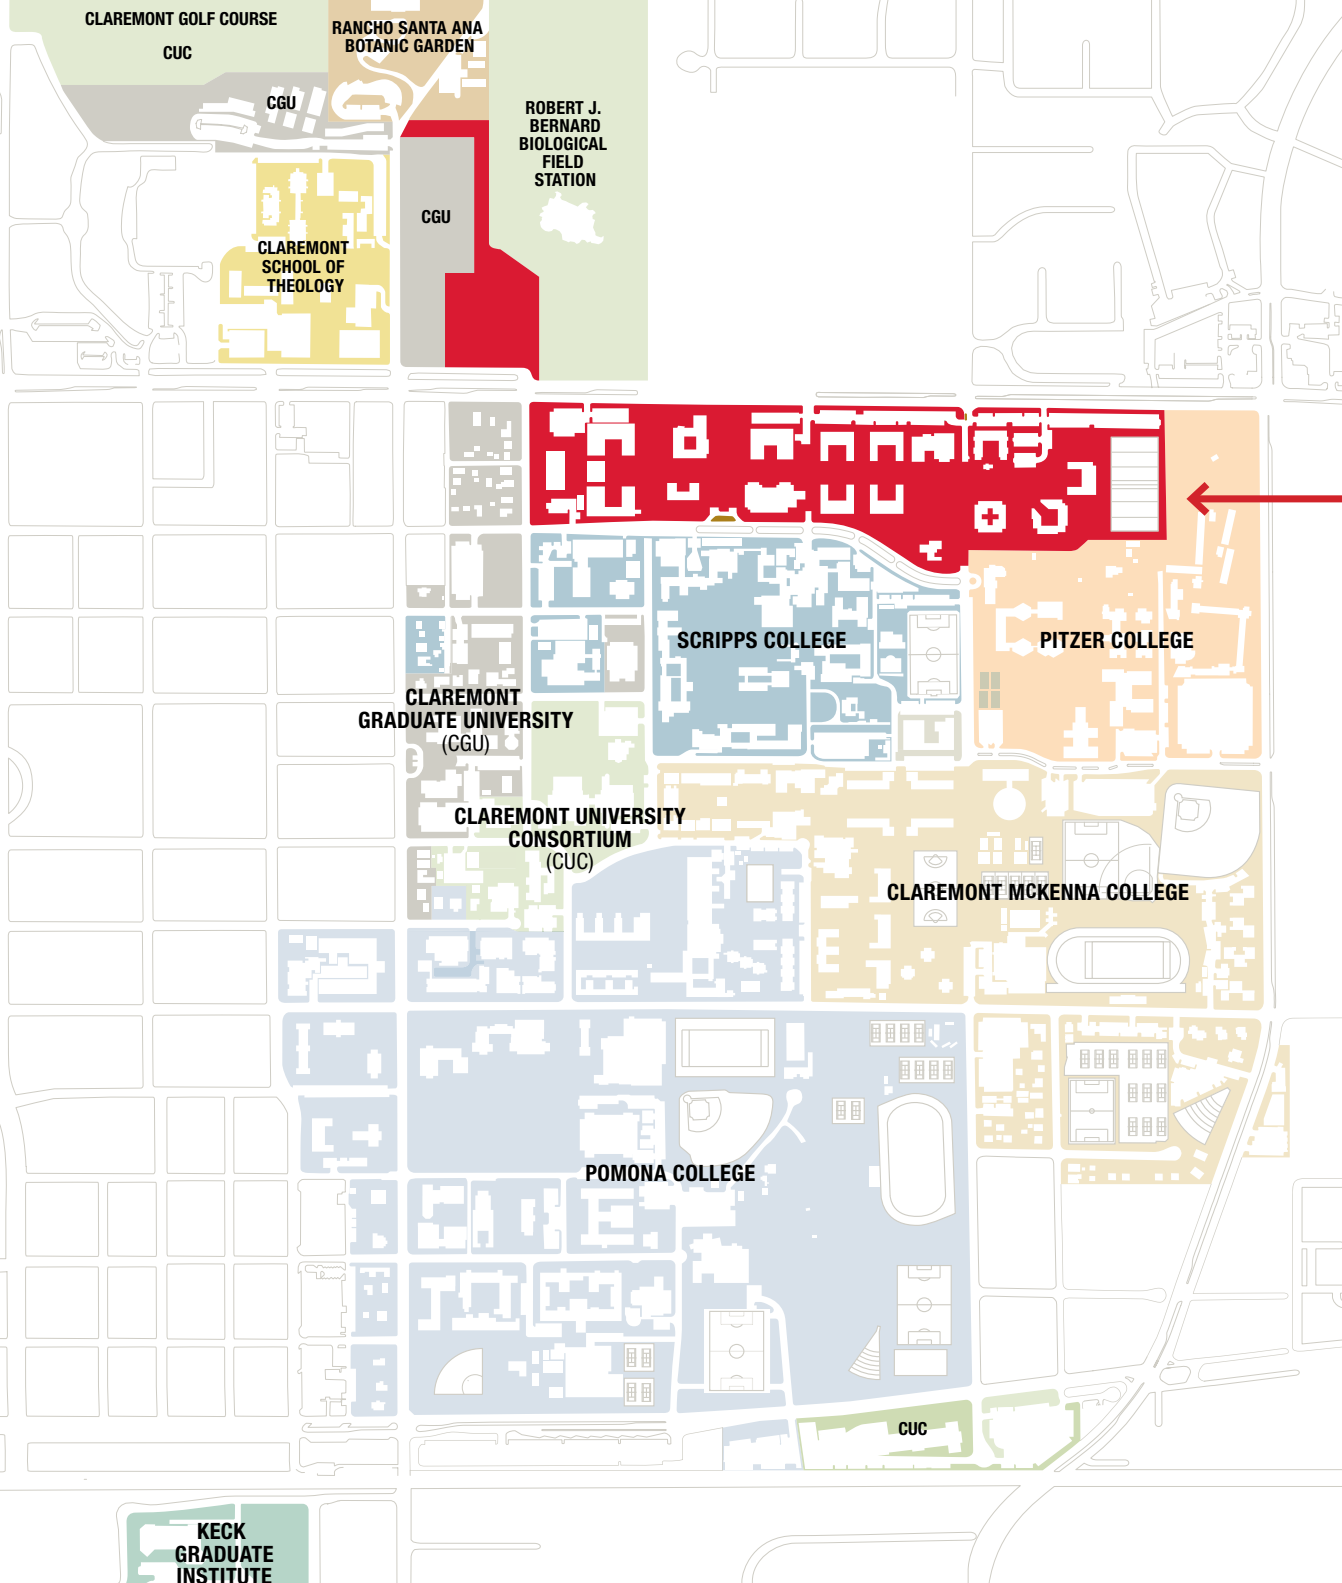 CLAREMONT GOLF COURSE
CUC
RANCHO SANTA ANA
BOTANIC GARDEN
CGU
ROBERT J.
BERNARD
BIOLOGICAL
FIELD
STATION
CGU
CLAREMONT
SCHOOL OF
THEOLOGY
SCRIPPS COLLEGE
PITZER COLLEGE
CLAREMONT
GRADUATE UNIVERSITY
(CGU)
CLAREMONT UNIVERSITY
CONSORTIUM
(CUC)
CLAREMONT MCKENNA COLLEGE
POMONA COLLEGE
CUC
KECK
GRADUATE
INSTITUTE